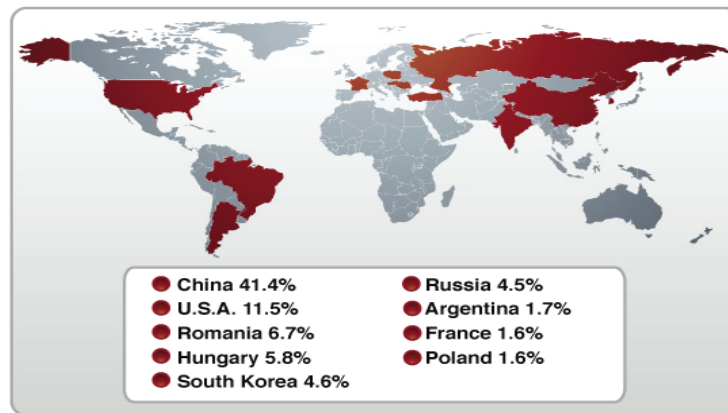 China 41.4%
U.S.A. 11.5%
Romania 6.7%
Hungary 5.8%
South Korea 4.6%
Russia 4.5%
Argentina 1.7%
France 1.6%
Poland 1.6%